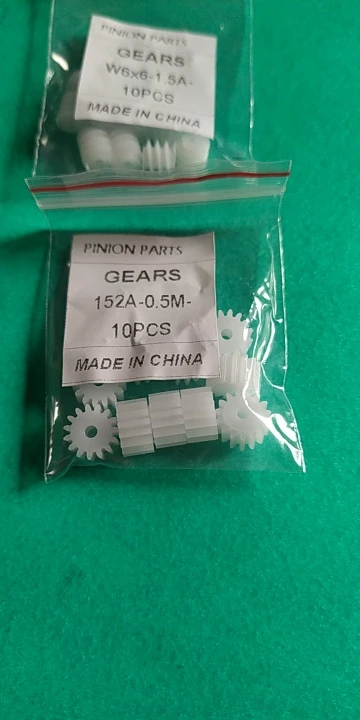 PINION PARTS
GEARS
W6x6-1.5A-
10PCS
MADE IN CHINA
PINION PARTS
GEARS
152A-0.5M-
10PCS
MADE IN CHINA